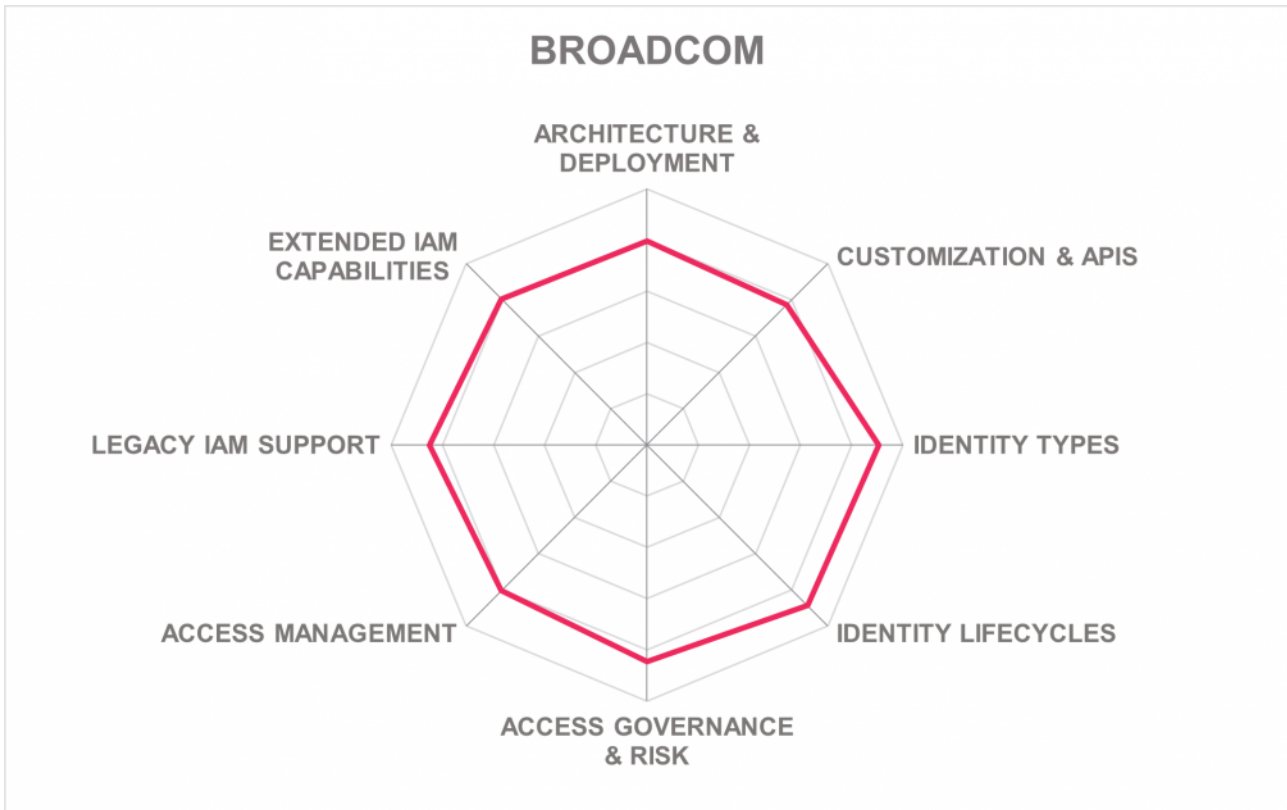 BROADCOM
ARCHITECTURE &
DEPLOYMENT
EXTENDED IAM
CAPABILITIES
CUSTOMIZATION & APIS
LEGACY IAM SUPPORT
IDENTITY TYPES
ACCESS MANAGEMENT
IDENTITY LIFECYCLES
ACCESS GOVERNANCE
& RISK